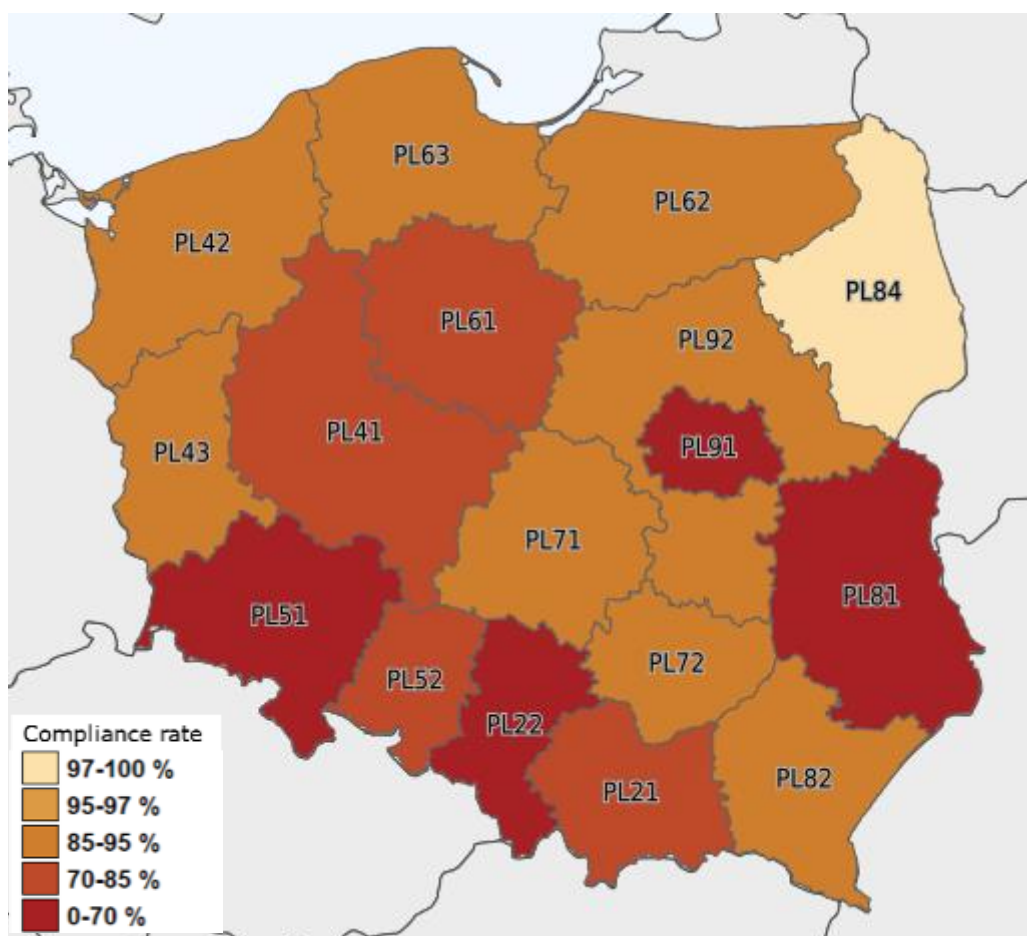 PL63
PL62
PL42
PL84
PL61
PL92
PL41
PL91
PL43
PL71
PL81
PL51
PL72
PL52
PL22
PL82
PL21
Compliance rate
97-100 %
95-97 %
85-95 %
70-85 %
0-70 %